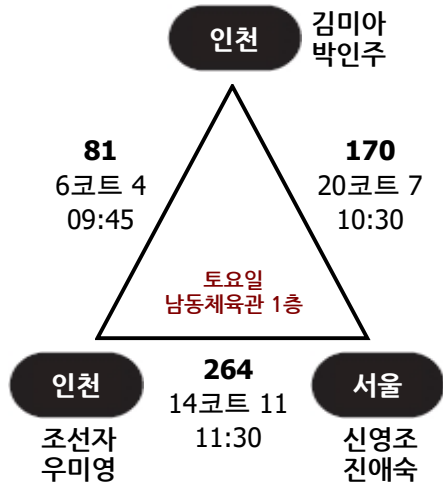 인천
김미아
박인주
81
6코트 4
09:45
170
20코트 7
10:30
토요일
남동체육관 1층
인천
조선자
우미영
264
14코트 11
11:30
서울
신영조
진애숙